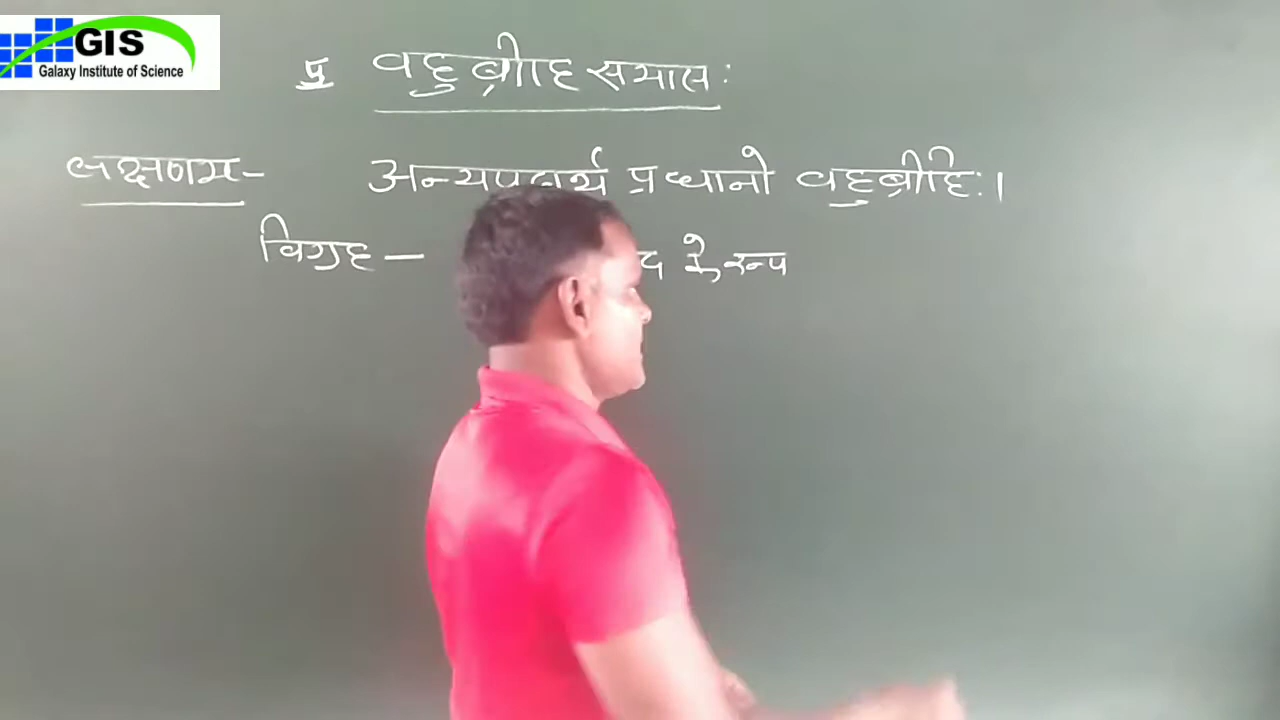 GIS
Galaxy Institute of Science
बहुब्रीहि समासः
लक्षणम-
अन्यपदार्थ प्रधानो बहुब्रीहिः।
विग्रह - के रूप